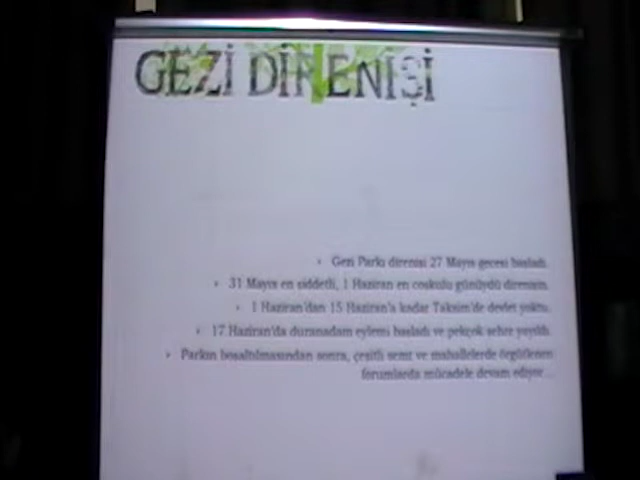 GEZİ DİRENİŞİ
Gezi Parkı direnişi 27 Mayıs gecesi başladı.
31 Mayıs en şiddetli, 1 Haziran en coşkulu günüydü direnişin.
1 Haziran'dan 15 Haziran'a kadar Taksim'de devlet yoktu.
17 Haziran'da duranadam eylemi başladı ve pekçok şehre yayıldı.
Parkın boşaltılmasından sonra, çeşitli semt ve mahallelerde örgütlenen
forumlarda mücadele devam ediyor...